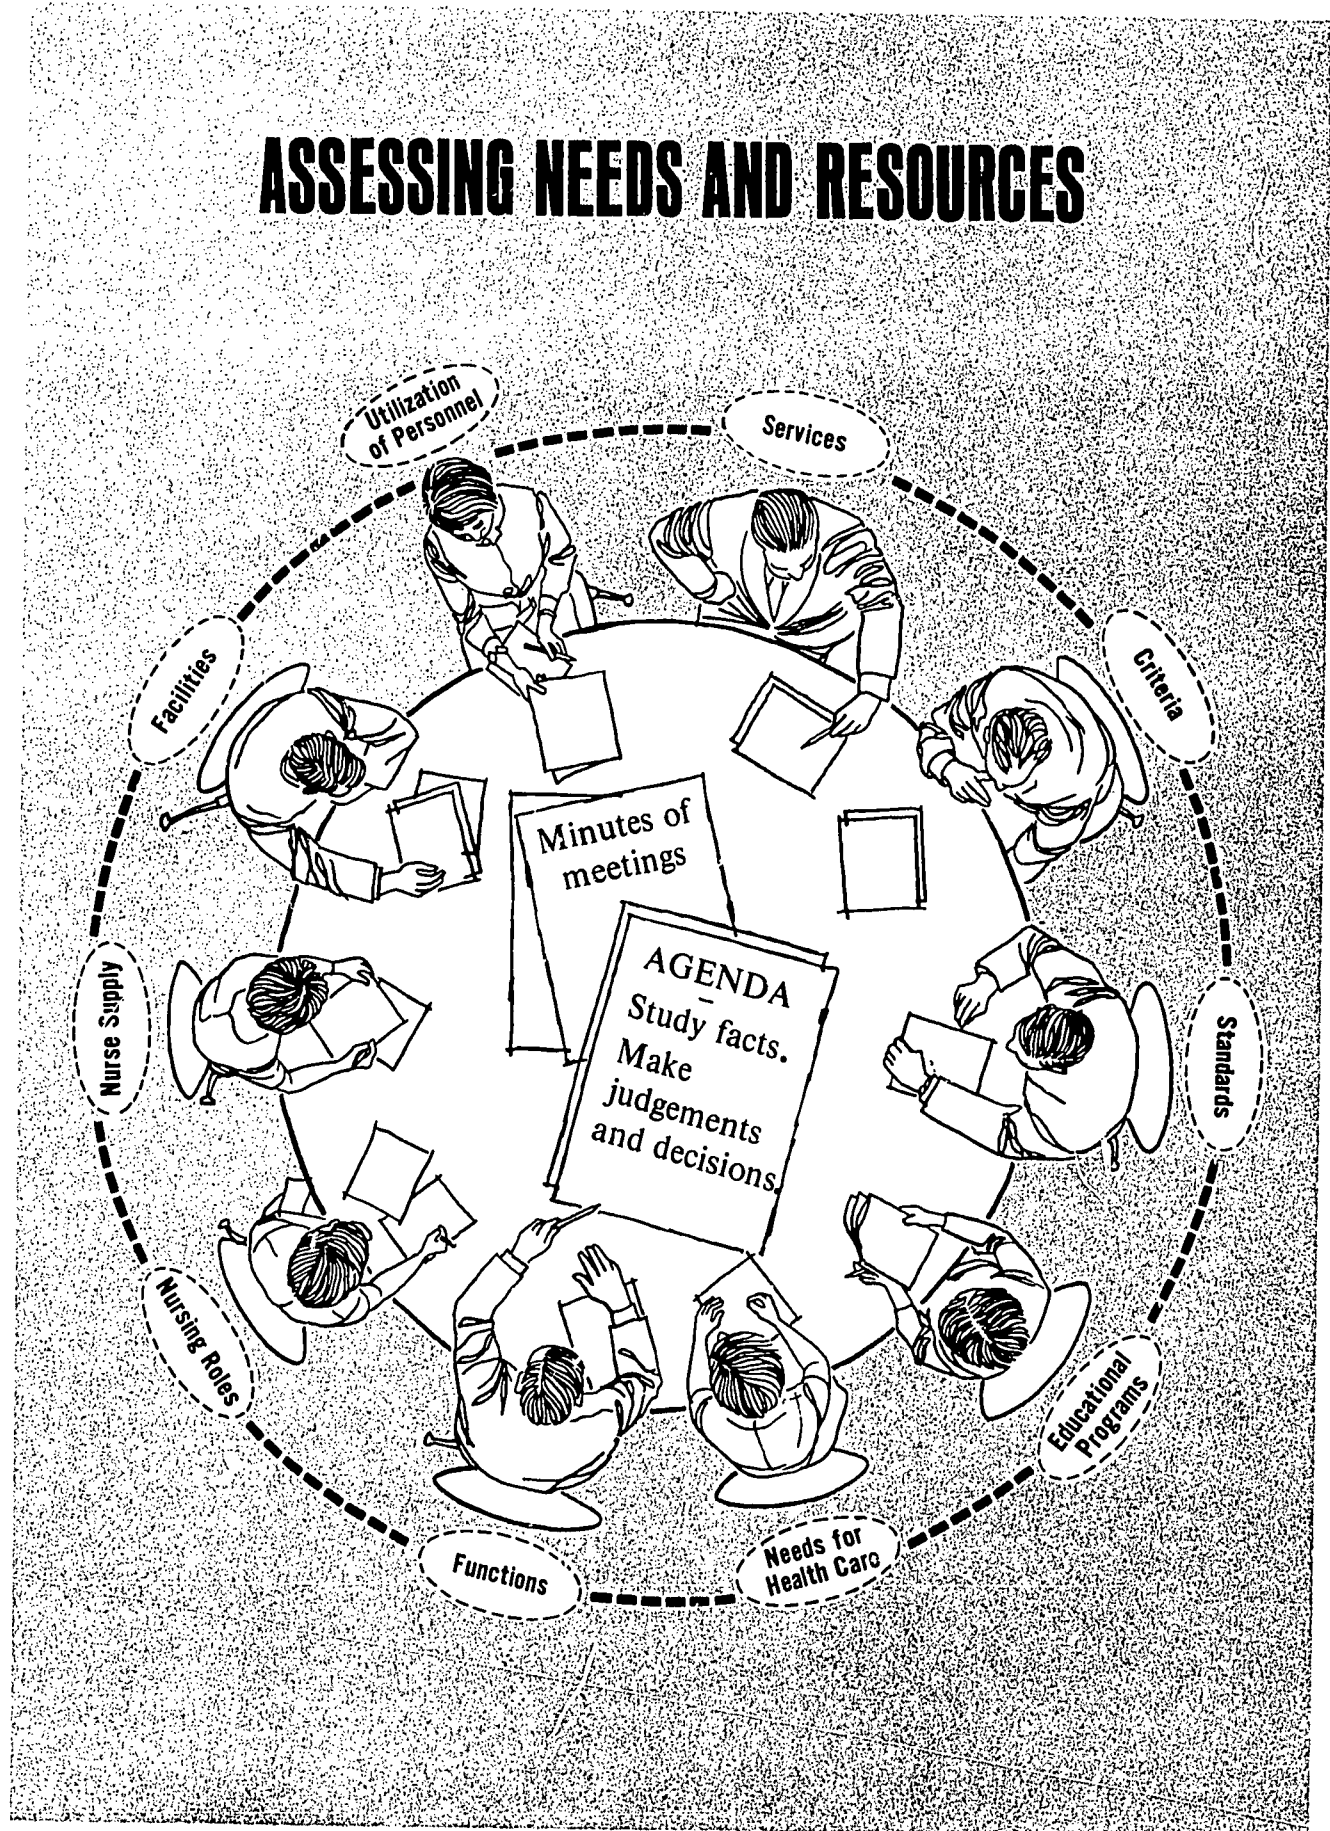 ASSESSING NEEDS AND RESOURCES
Utilization
of Personnel
Services
Criteria
Standards
Educational
Programs
Needs for
Health Care
Functions
Nursing Roles
Nurse Supply
Facilities
Minutes of
meetings
AGENDA
Study facts.
Make
judgements
and decisions.